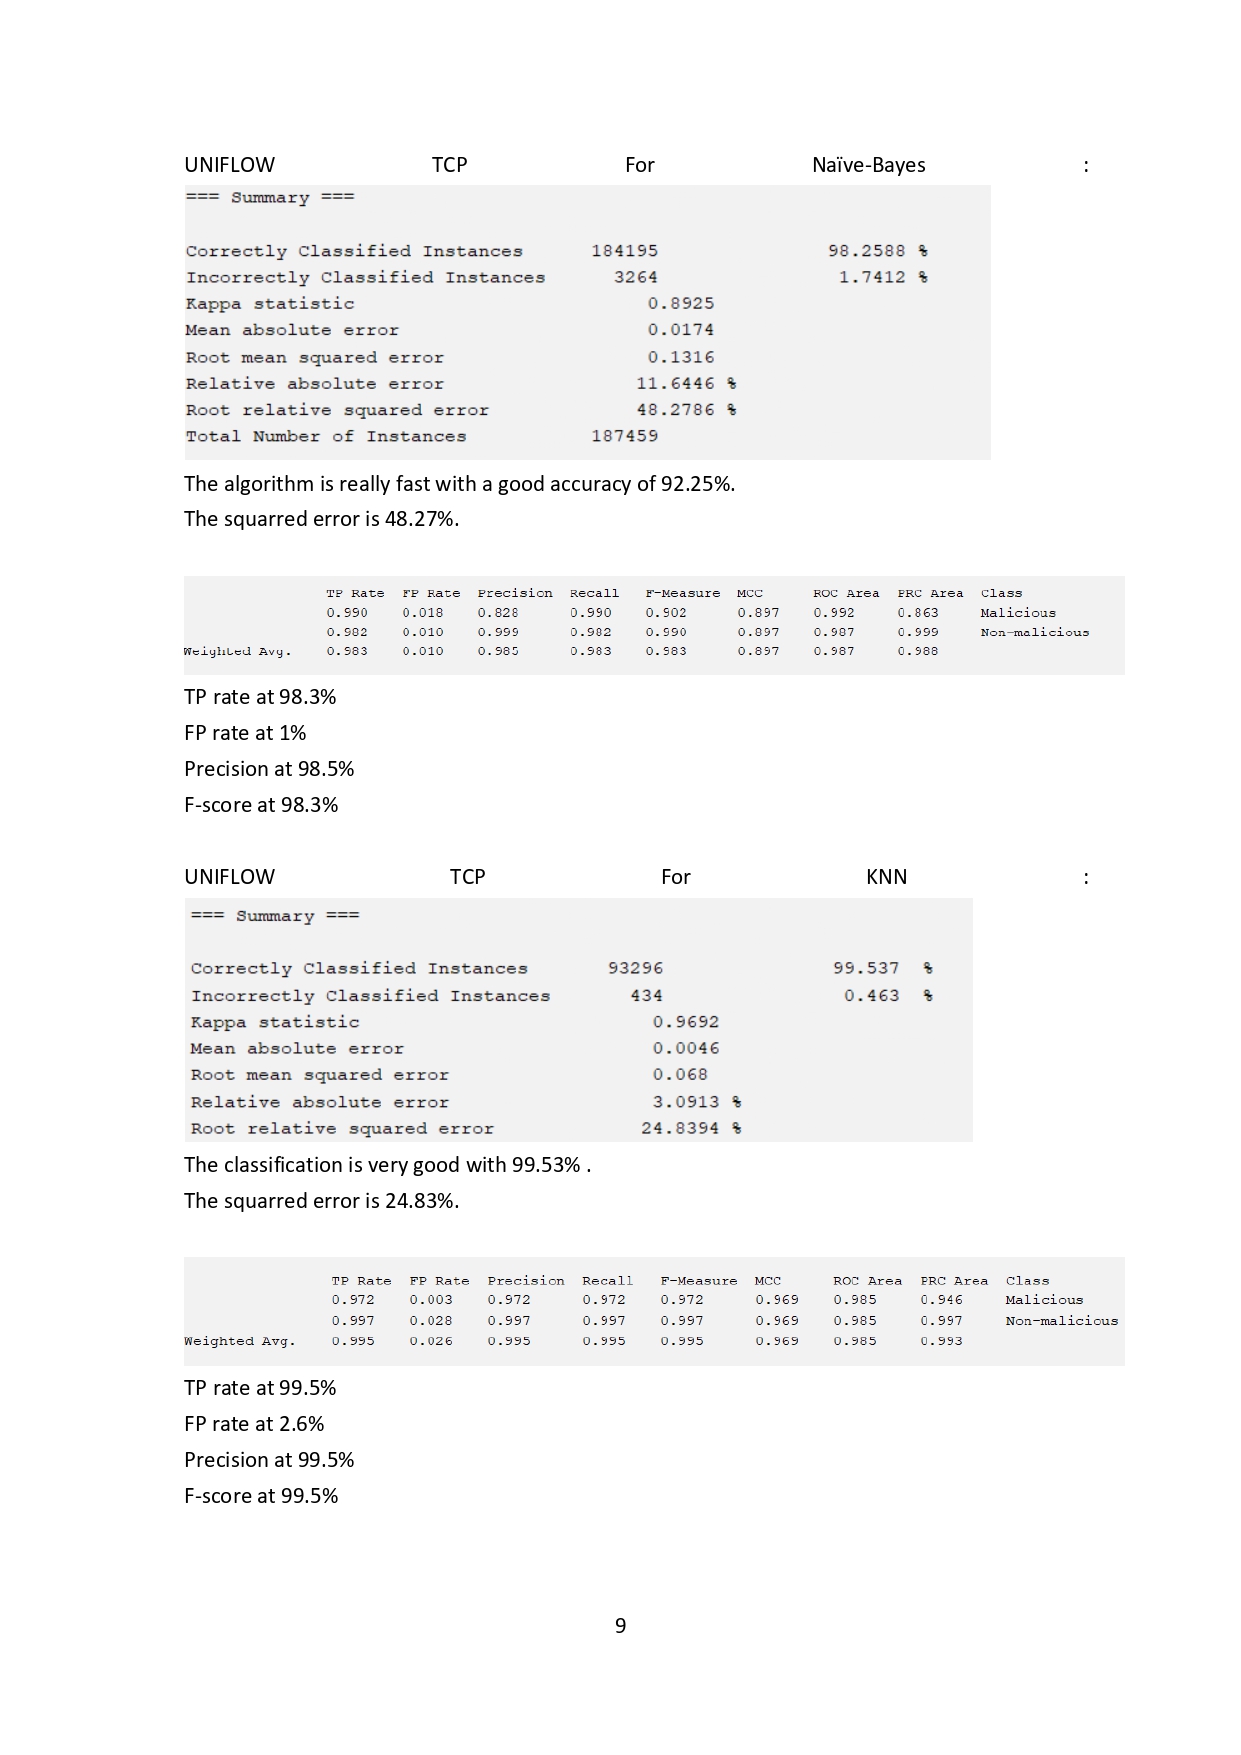 UNIFLOW TCP For Naïve-Bayes :
=== Summary ===
Correctly Classified Instances 184195 98.2588 %
Incorrectly Classified Instances 3264 1.7412 %
Kappa statistic 0.8925
Mean absolute error 0.0174
Root mean squared error 0.1316
Relative absolute error 11.6446 %
Root relative squared error 48.2786 %
Total Number of Instances 187459
The algorithm is really fast with a good accuracy of 92.25%.
The squarred error is 48.27%.
TP Rate FP Rate Precision Recall F-Measure MCC ROC Area PRC Area Class
0.990 0.018 0.828 0.990 0.902 0.897 0.992 0.863 Malicious
0.982 0.010 0.999 0.982 0.990 0.897 0.987 0.999 Non-malicious
Weighted Avg. 0.983 0.010 0.985 0.983 0.983 0.897 0.987 0.988
TP rate at 98.3%
FP rate at 1%
Precision at 98.5%
F-score at 98.3%
UNIFLOW TCP For KNN :
=== Summary ===
Correctly Classified Instances 93296 99.537 %
Incorrectly Classified Instances 434 0.463 %
Kappa statistic 0.9692
Mean absolute error 0.0046
Root mean squared error 0.068
Relative absolute error 3.0913 %
Root relative squared error 24.8394 %
The classification is very good with 99.53% .
The squarred error is 24.83%.
TP Rate FP Rate Precision Recall F-Measure MCC ROC Area PRC Area Class
0.972 0.003 0.972 0.972 0.972 0.969 0.985 0.946 Malicious
0.997 0.028 0.997 0.997 0.997 0.969 0.985 0.997 Non-malicious
Weighted Avg. 0.995 0.026 0.995 0.995 0.995 0.969 0.985 0.993
TP rate at 99.5%
FP rate at 2.6%
Precision at 99.5%
F-score at 99.5%
9